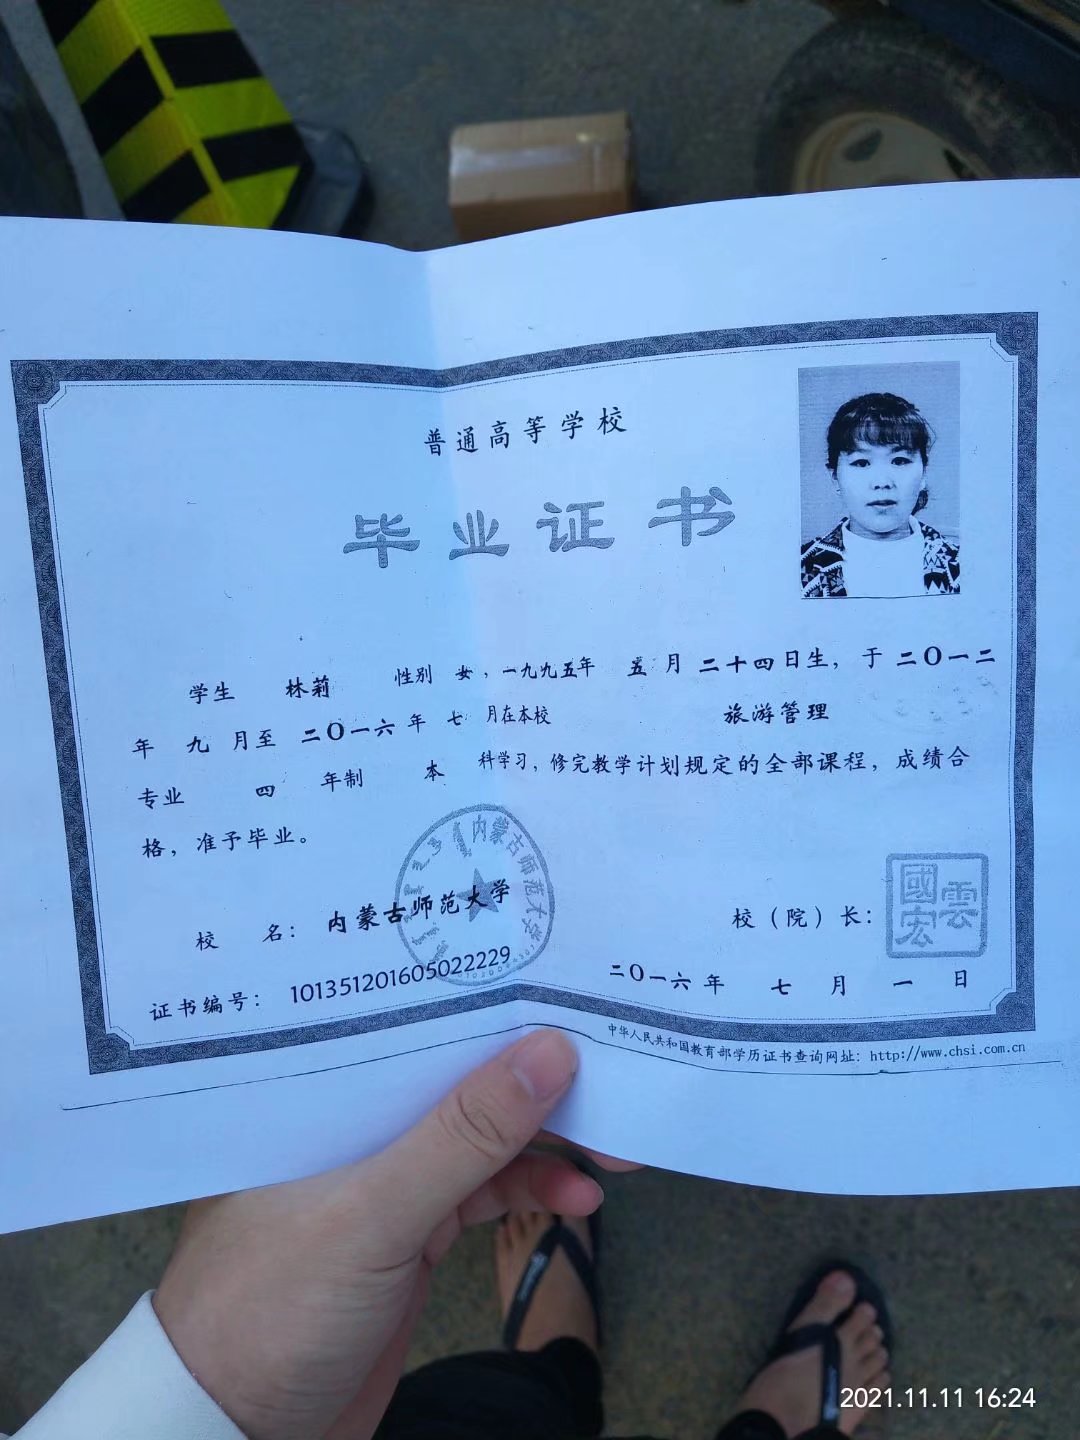 普通高等学校
毕业证书
学生 林莉 性别 女，一九九五年 五 月 二十四日生，于 二〇一二
年 九 月至 二〇一六 年 七 月在本校 旅游管理
专业 四 年制 本 科学习，修完教学计划规定的全部课程，成绩合
格，准予毕业。
内蒙古师范大学
校 名： 内蒙古师范大学
校（院）长：
國宏 雲
证书编号： 101351201605022229
二〇一六 年 七 月 一 日
中华人民共和国教育部学历证书查询网址：http://www.chsi.com.cn
2021.11.11 16:24